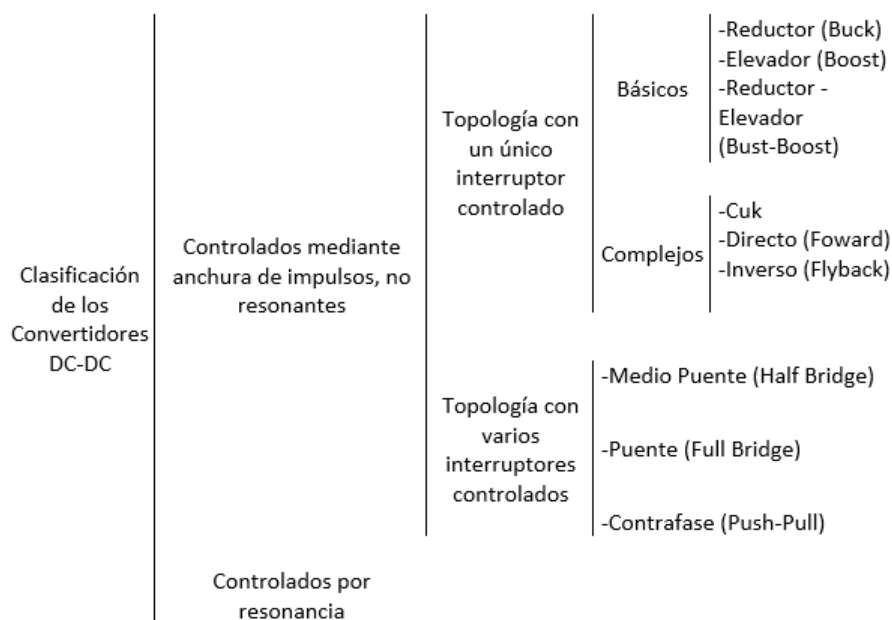 Clasificación
de los
Convertidores
DC-DC
Controlados mediante
anchura de impulsos, no
resonantes
Topología con
un único
interruptor
controlado
Básicos
-Reductor (Buck)
-Elevador (Boost)
-Reductor -
Elevador
(Bust-Boost)
Complejos
-Cuk
-Directo (Foward)
-Inverso (Flyback)
Topología con
varios
interruptores
controlados
-Medio Puente (Half Bridge)
-Puente (Full Bridge)
-Contrafase (Push-Pull)
Controlados por
resonancia